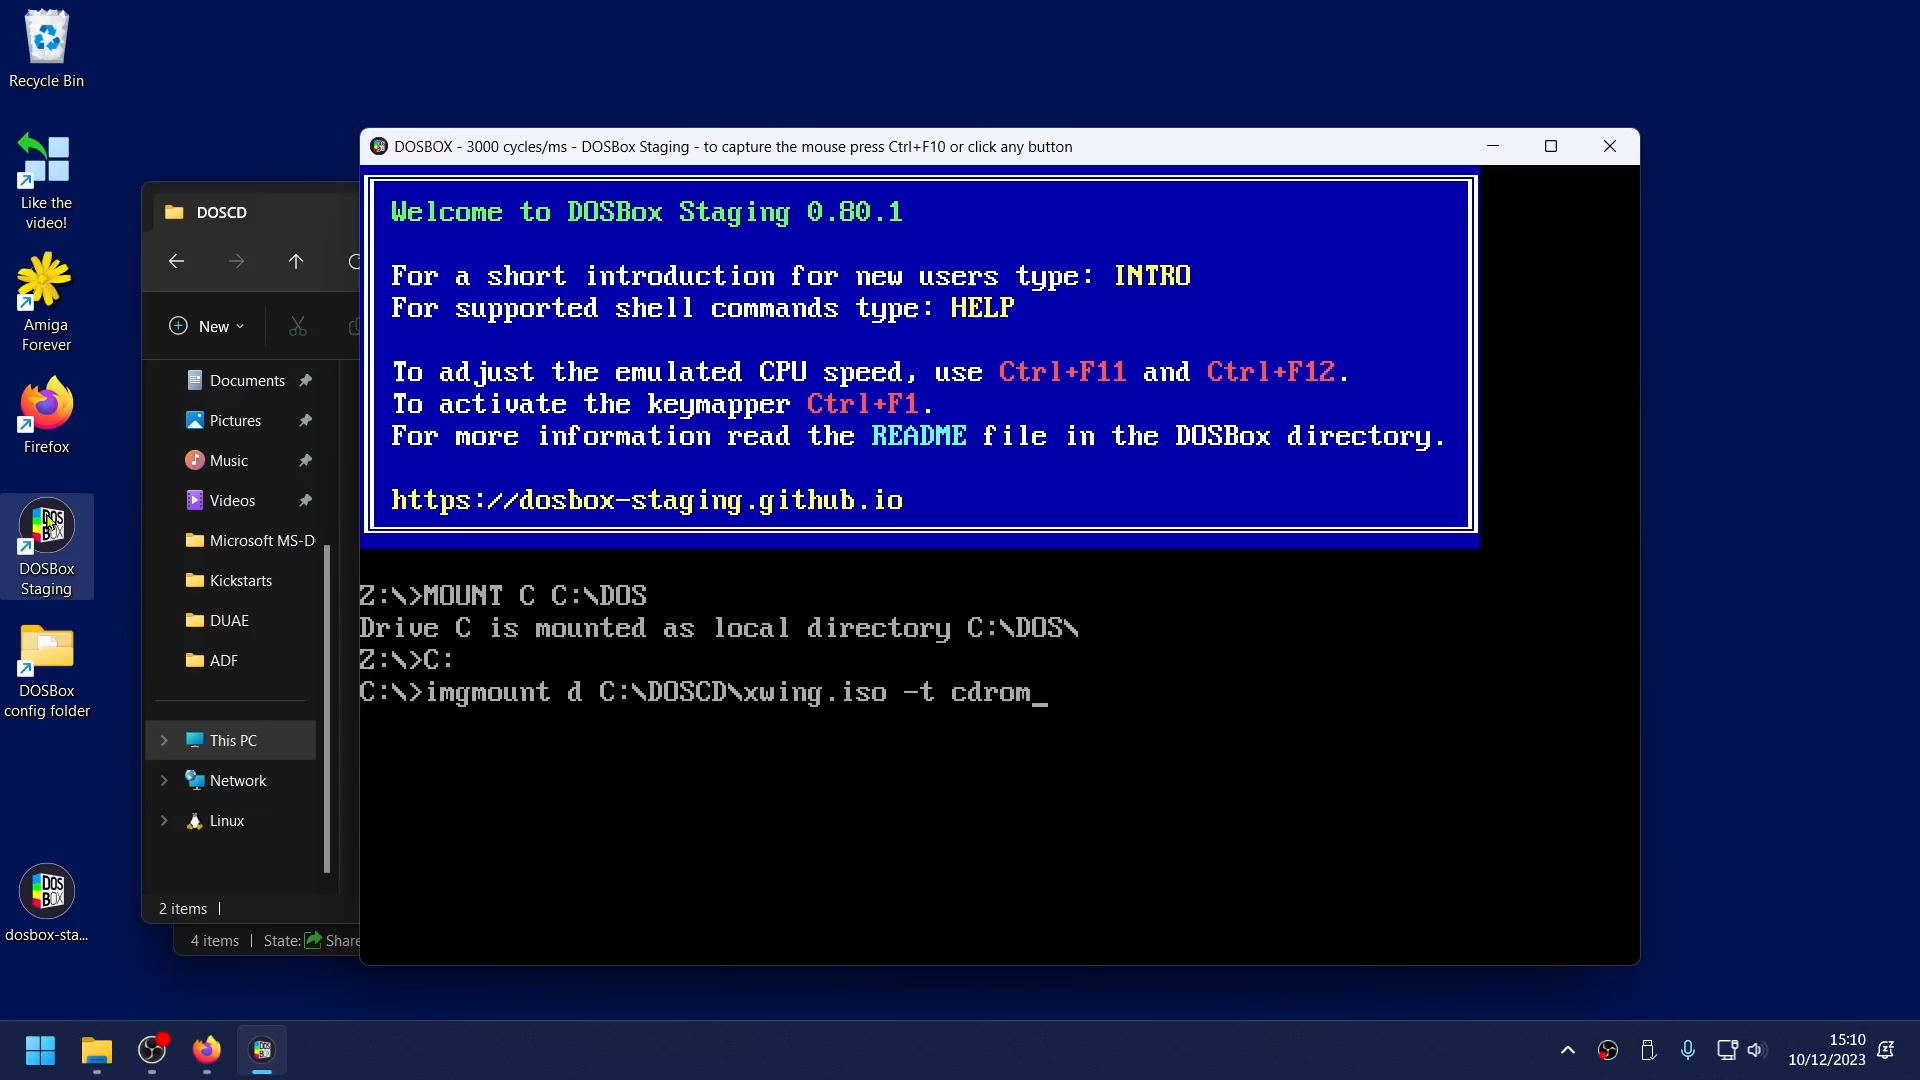 Recycle Bin
Like the
video!
Amiga
Forever
Firefox
DOSBox
Staging
DOSBox
config folder
dosbox-sta...
DOSCD
New
Documents
Pictures
Music
Videos
Microsoft MS-D
Kickstarts
DUAE
ADF
This PC
Network
Linux
2 items
4 items State: Share
DOSBOX - 3000 cycles/ms - DOSBox Staging - to capture the mouse press Ctrl+F10 or click any button
Welcome to DOSBox Staging 0.80.1
For a short introduction for new users type: INTRO
For supported shell commands type: HELP
To adjust the emulated CPU speed, use Ctrl+F11 and Ctrl+F12.
To activate the keymapper Ctrl+F1.
For more information read the README file in the DOSBox directory.
https://dosbox-staging.github.io
Z:\>MOUNT C C:\DOS
Drive C is mounted as local directory C:\DOS\
Z:\>C:
C:\>imgmount d C:\DOSCD\xwing.iso -t cdrom_
15:10
10/12/2023